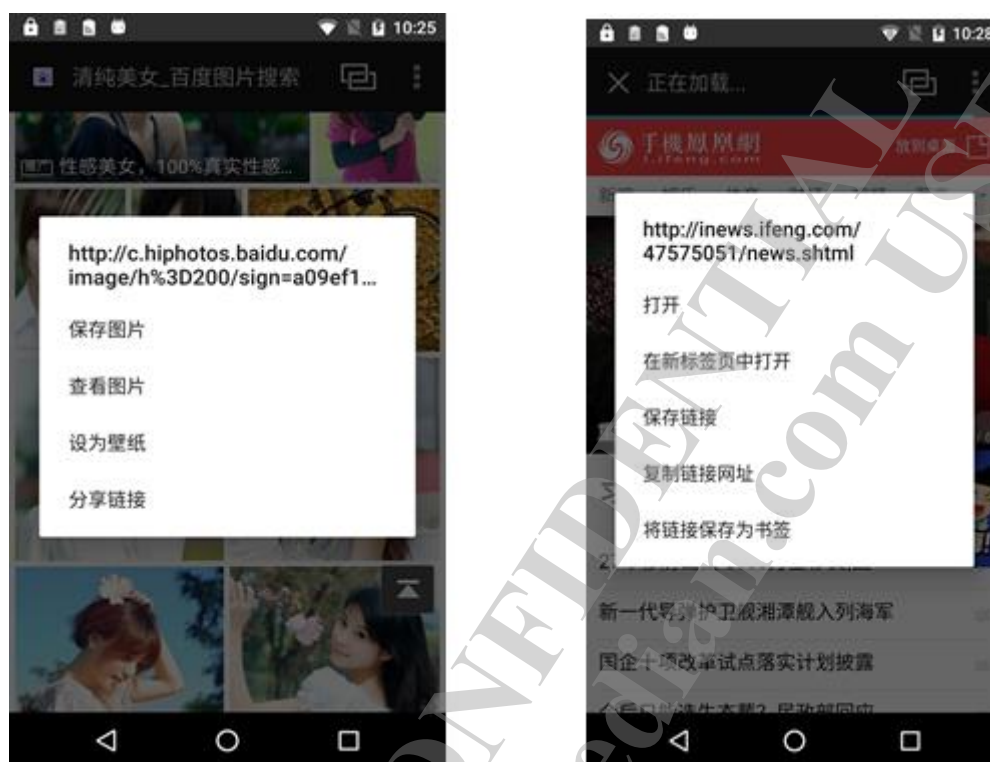 10:25
清纯美女_百度图片搜索
性感美女，100%真实性感...
http://c.hiphotos.baidu.com/
image/h%3D200/sign=a09ef1...
保存图片
查看图片
设为壁纸
分享链接
10:28
正在加载...
手機鳳凰網
i.ifeng.com
http://inews.ifeng.com/
47575051/news.shtml
打开
在新标签页中打开
保存链接
复制链接网址
将链接保存为书签
新一代导弹护卫舰湘潭舰入列海军
国企十项改革试点落实计划披露